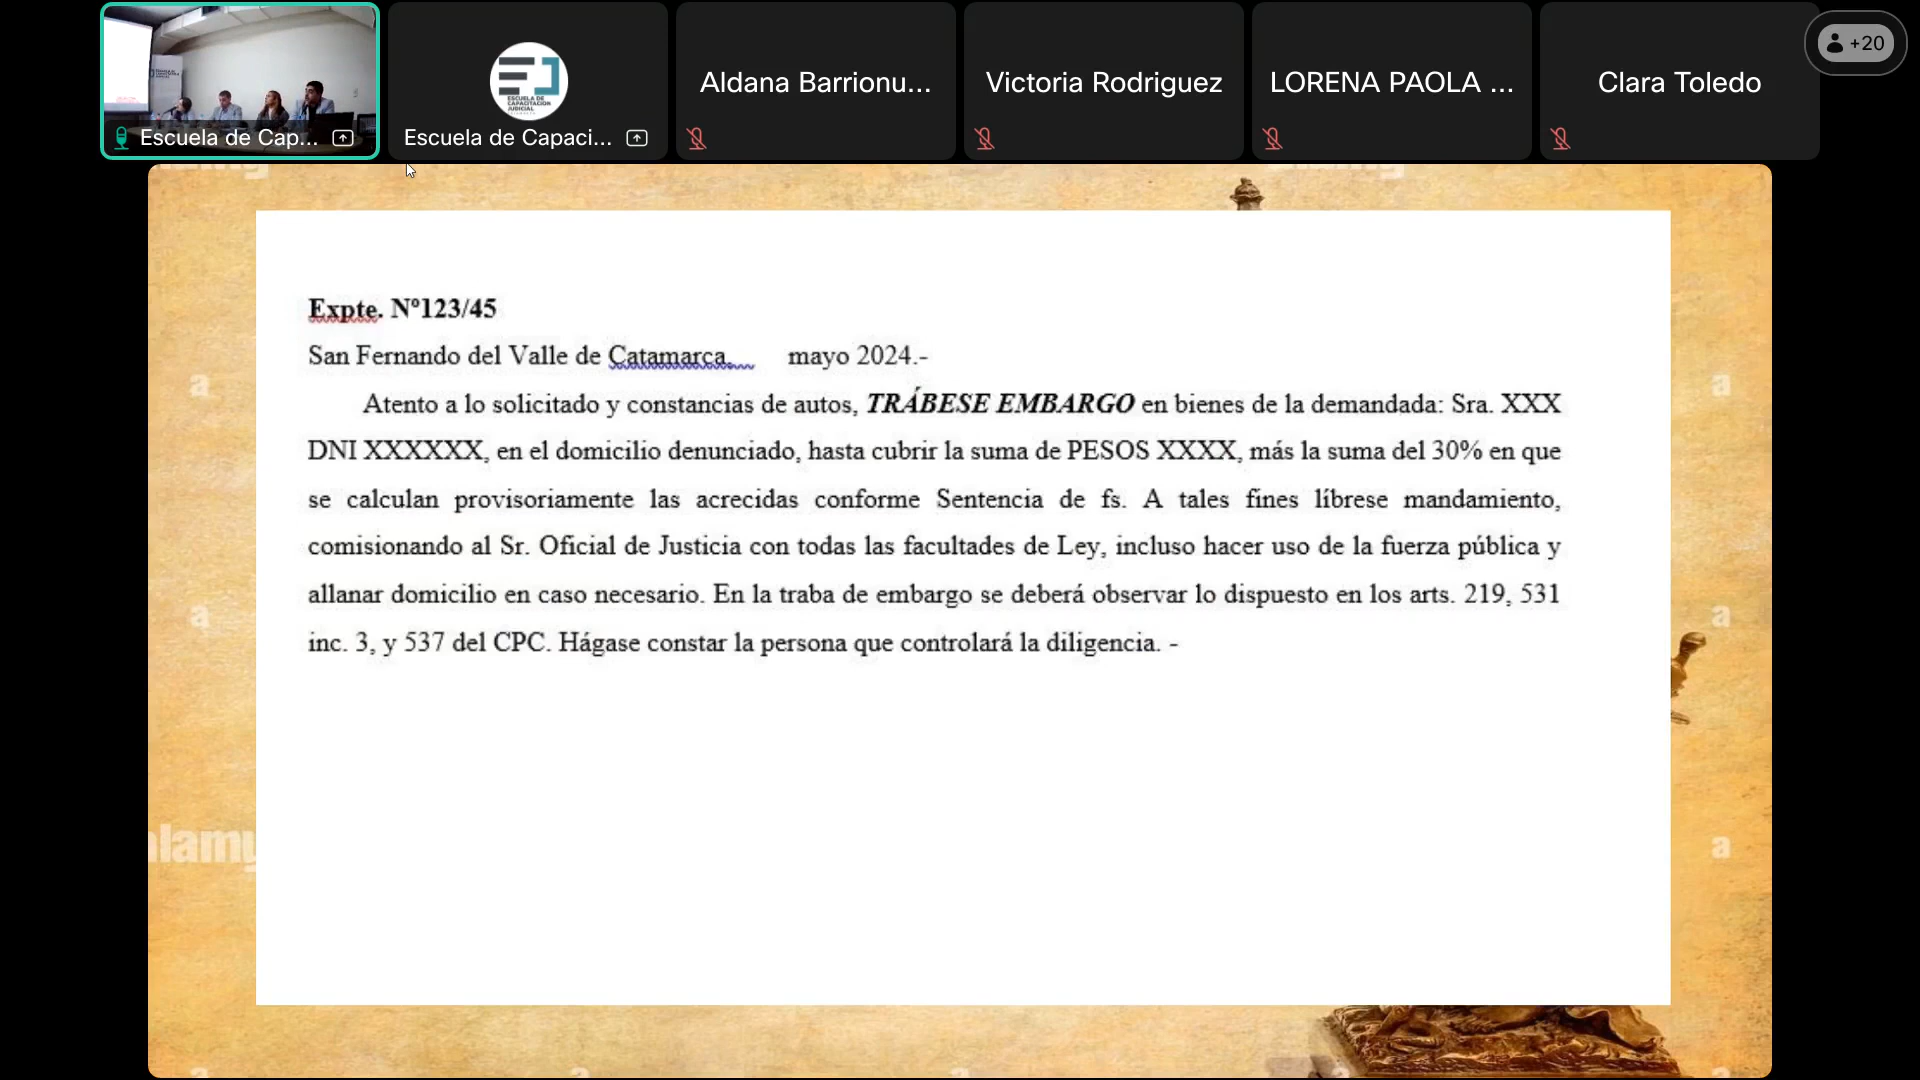 +20
Aldana Barrionu...
Victoria Rodriguez
LORENA PAOLA ...
Clara Toledo
ESCUELA DE
CAPACITACION
JUDICIAL
Escuela de Cap...
Escuela de Capaci...
Expte. Nº123/45
San Fernando del Valle de Catamarca, mayo 2024.-
Atento a lo solicitado y constancias de autos, TRÁBESE EMBARGO en bienes de la demandada: Sra. XXX
DNI XXXXXX, en el domicilio denunciado, hasta cubrir la suma de PESOS XXXX, más la suma del 30% en que
se calculan provisoriamente las acrecidas conforme Sentencia de fs. A tales fines líbrese mandamiento,
comisionando al Sr. Oficial de Justicia con todas las facultades de Ley, incluso hacer uso de la fuerza pública y
allanar domicilio en caso necesario. En la traba de embargo se deberá observar lo dispuesto en los arts. 219, 531
inc. 3, y 537 del CPC. Hágase constar la persona que controlará la diligencia. -
a
a
a
a
alamy
a